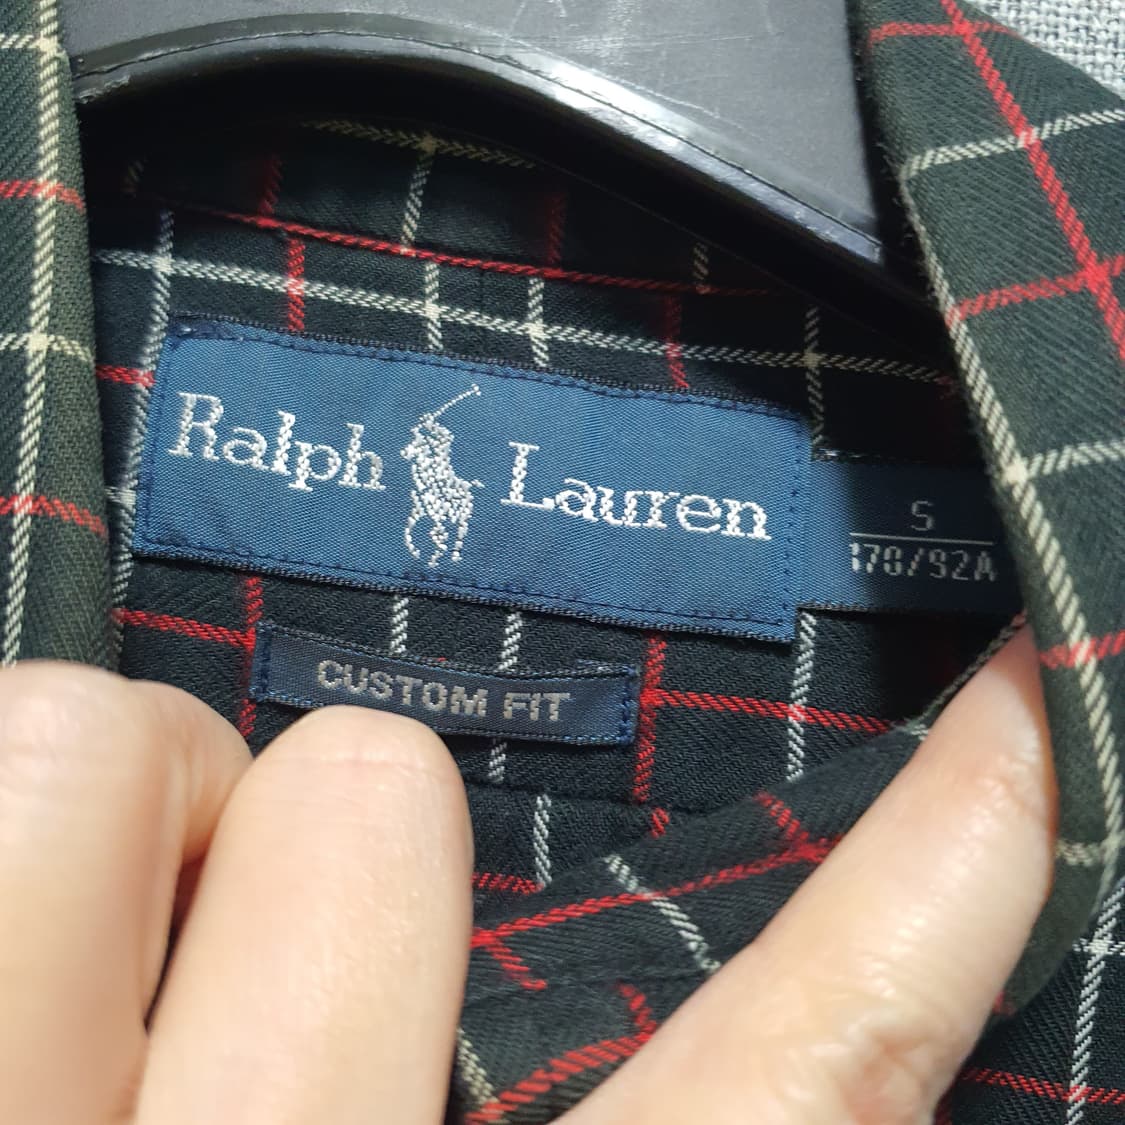 Ralph Lauren
S
170/92A
CUSTOM FIT